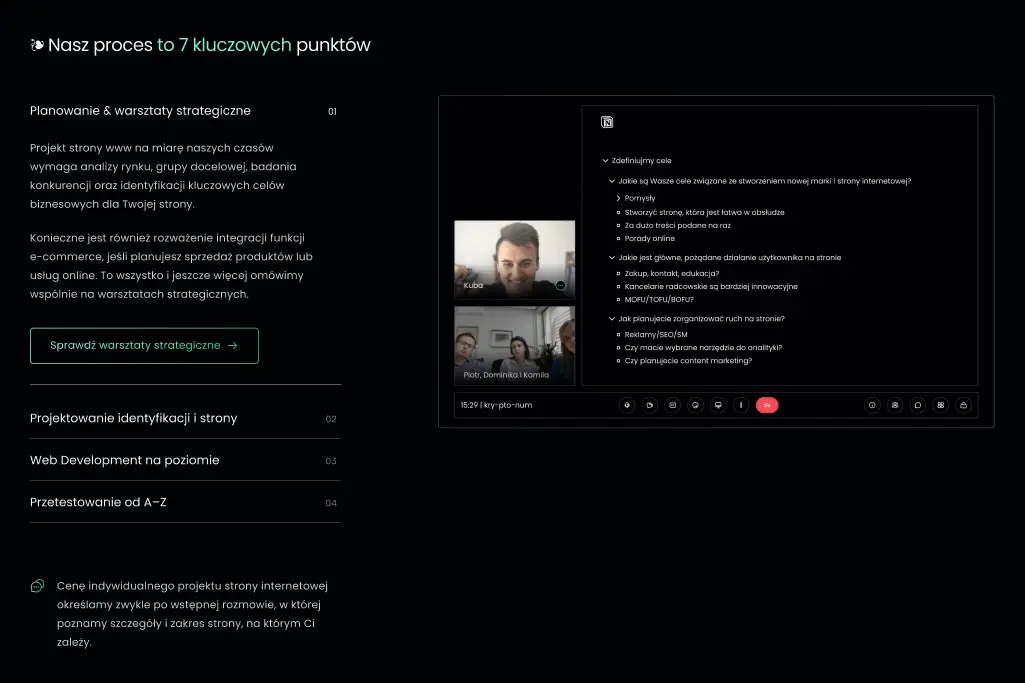 Nasz proces to 7 kluczowych punktów
Planowanie & warsztaty strategiczne 01
Projekt strony www na miarę naszych czasów
wymaga analizy rynku, grupy docelowej, badania
konkurencji oraz identyfikacji kluczowych celów
biznesowych dla Twojej strony.
Konieczne jest również rozważenie integracji funkcji
e-commerce, jeśli planujesz sprzedaż produktów lub
usług online. To wszystko i jeszcze więcej omówimy
wspólnie na warsztatach strategicznych.
Sprawdź warsztaty strategiczne →
Projektowanie identyfikacji i strony 02
Web Development na poziomie 03
Przetestowanie od A–Z 04
Cenę indywidualnego projektu strony internetowej
określamy zwykle po wstępnej rozmowie, w której
poznamy szczegóły i zakres strony, na którym Ci
zależy.
Zdefiniujmy cele
Jakie są Wasze cele związane ze stworzeniem nowej marki i strony internetowej?
Pomysły
Stworzyć stronę, która jest łatwa w obsłudze
Za dużo treści podane na raz
Porady online
Jakie jest główne, pożądane działanie użytkownika na stronie
Zakup, kontakt, edukacja?
Kancelarie radcowskie są bardziej innowacyjne
MOFU/TOFU/BOFU?
Jak planujecie zorganizować ruch na stronie?
Reklamy/SEO/SM
Czy macie wybrane narzędzie do analityki?
Czy planujecie content marketing?
Kuba
Piotr, Dominika i Kamila
15:29 | kry-pto-num